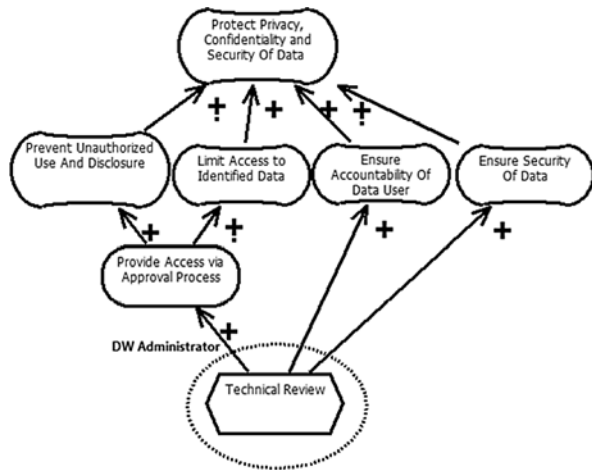 Protect Privacy,
Confidentiality and
Security Of Data
Prevent Unauthorized
Use And Disclosure
Limit Access to
Identified Data
Ensure
Accountability Of
Data User
Ensure Security
Of Data
Provide Access via
Approval Process
DW Administrator
Technical Review